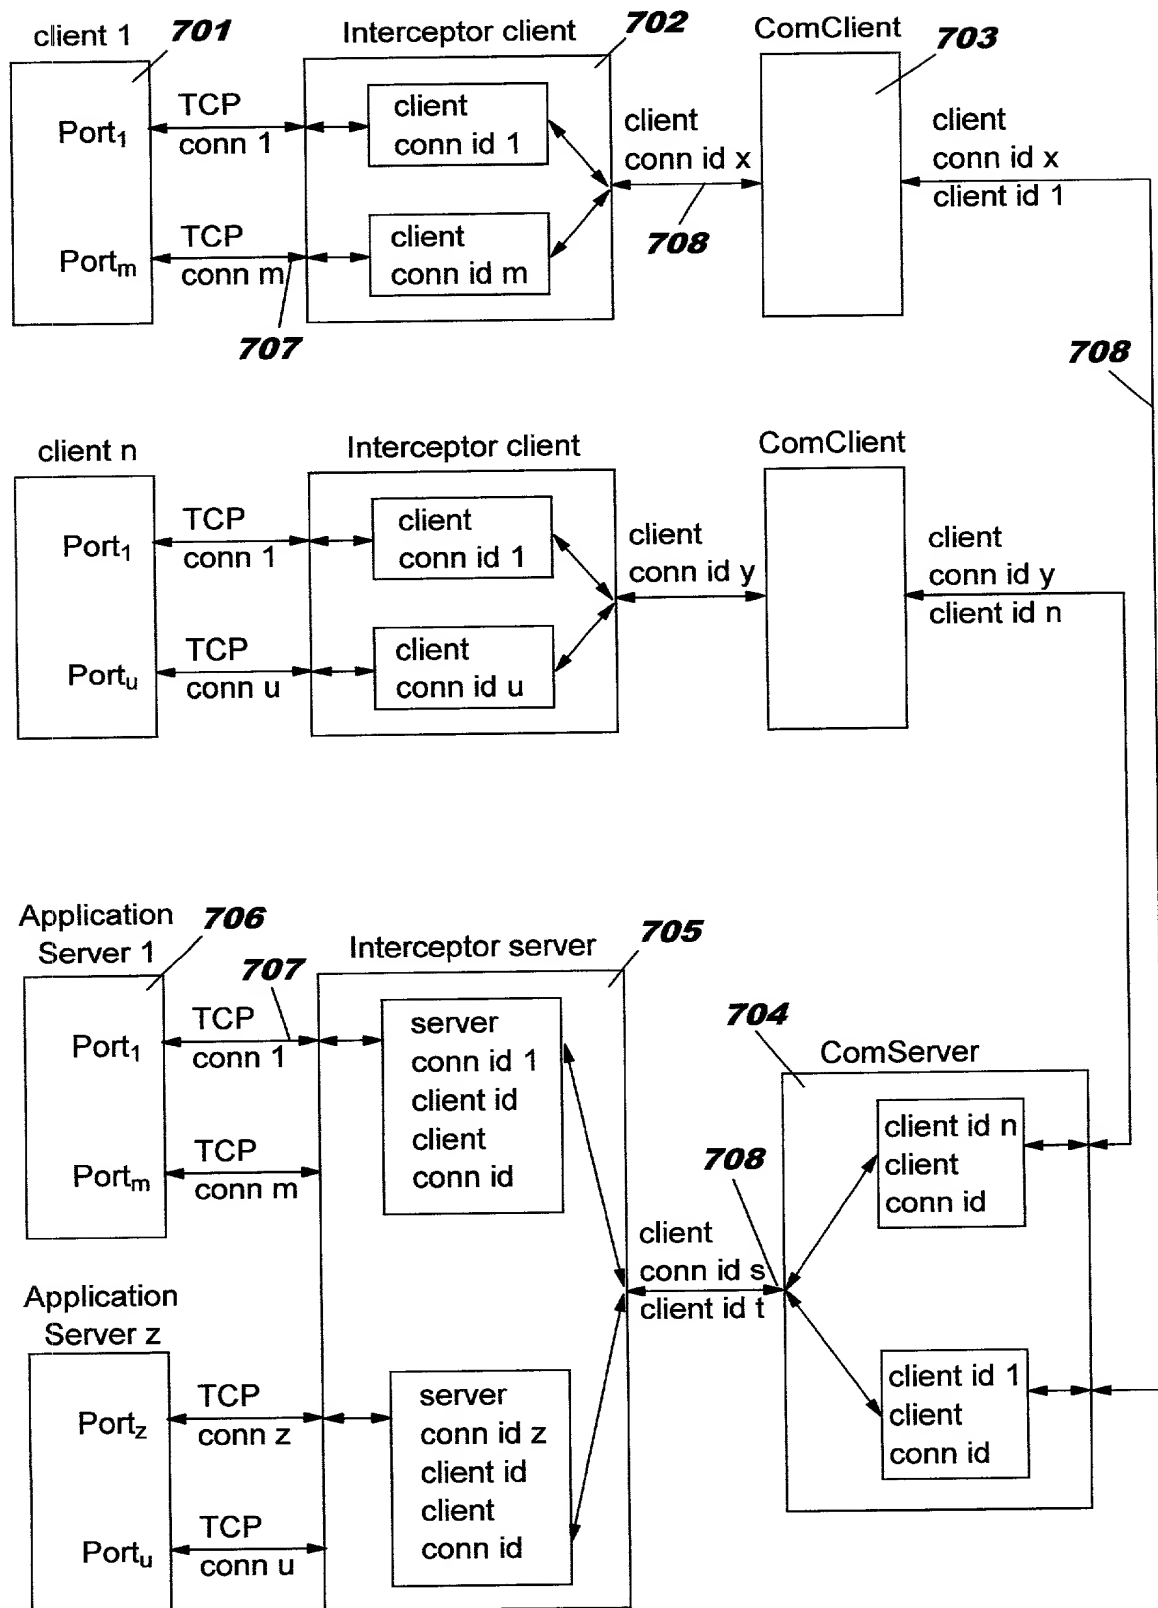 client 1
701
Interceptor client
702
ComClient
703
Port1
TCP
conn 1
client
conn id 1
client
conn id x
client
conn id x
client id 1
Portm
TCP
conn m
client
conn id m
708
707
708
client n
Interceptor client
ComClient
Port1
TCP
conn 1
client
conn id 1
client
conn id y
client
conn id y
client id n
Portu
TCP
conn u
client
conn id u
Application
Server 1
706
Interceptor server
705
707
Port1
TCP
conn 1
server
conn id 1
client id
client
conn id
704
ComServer
Portm
TCP
conn m
708
client id n
client
conn id
client
conn id s
client id t
Application
Server z
client id 1
client
conn id
Portz
TCP
conn z
server
conn id z
client id
client
conn id
Portu
TCP
conn u